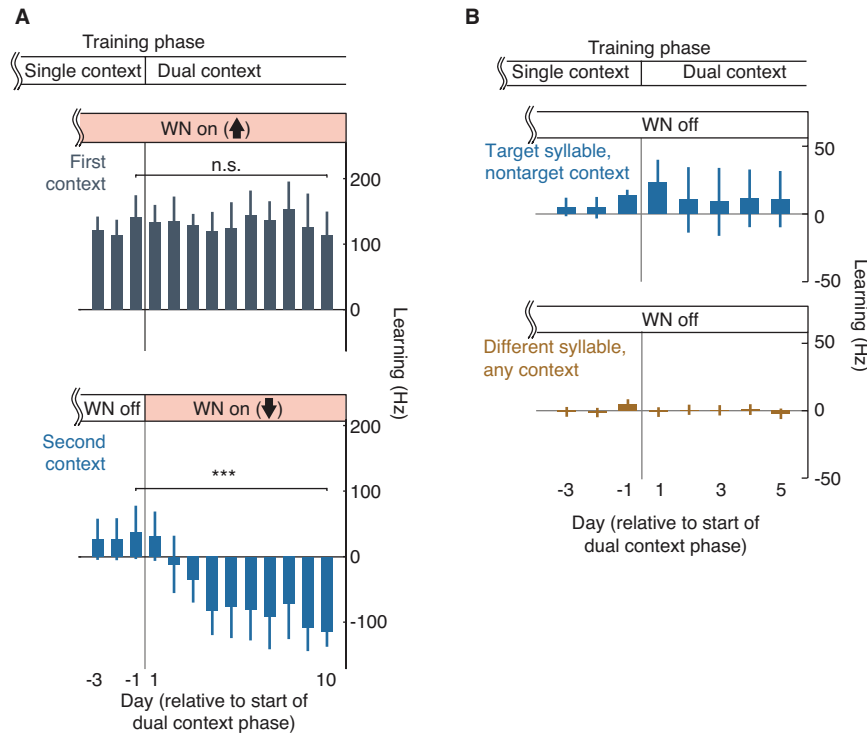 A
Training phase
Single context
Dual context
WN on (⬆)
First
context
n.s.
200
100
0
Learning (Hz)
WN off
WN on (⬇)
Second
context
***
200
100
0
-100
-3
-1
1
10
Day (relative to start of
dual context phase)
B
Training phase
Single context
Dual context
WN off
Target syllable,
nontarget context
50
0
-50
Learning (Hz)
WN off
Different syllable,
any context
50
0
-50
-3
-1
1
3
5
Day (relative to start of
dual context phase)